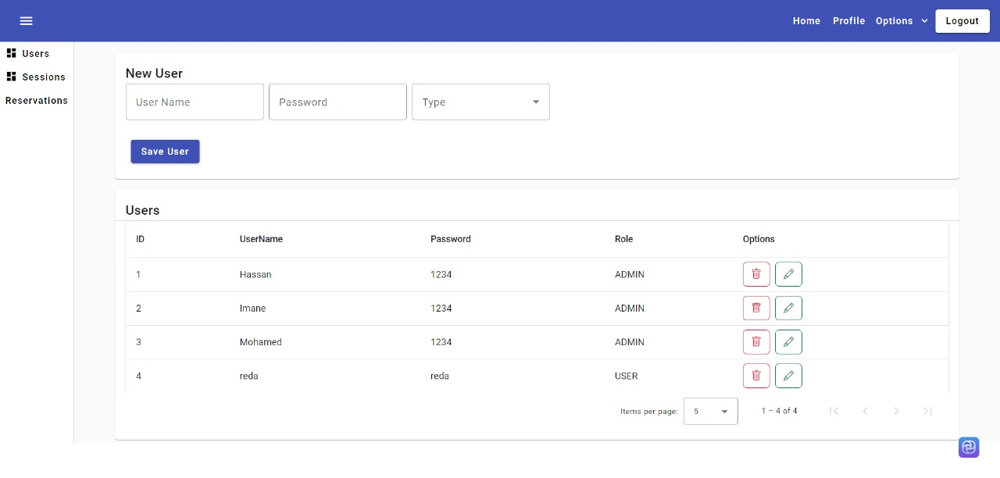 Home Profile Options Logout
Users
Sessions
Reservations
New User
User Name Password Type
Save User
Users
ID UserName Password Role Options
1 Hassan 1234 ADMIN
2 Imane 1234 ADMIN
3 Mohamed 1234 ADMIN
4 reda reda USER
Items per page: 5 1 – 4 of 4